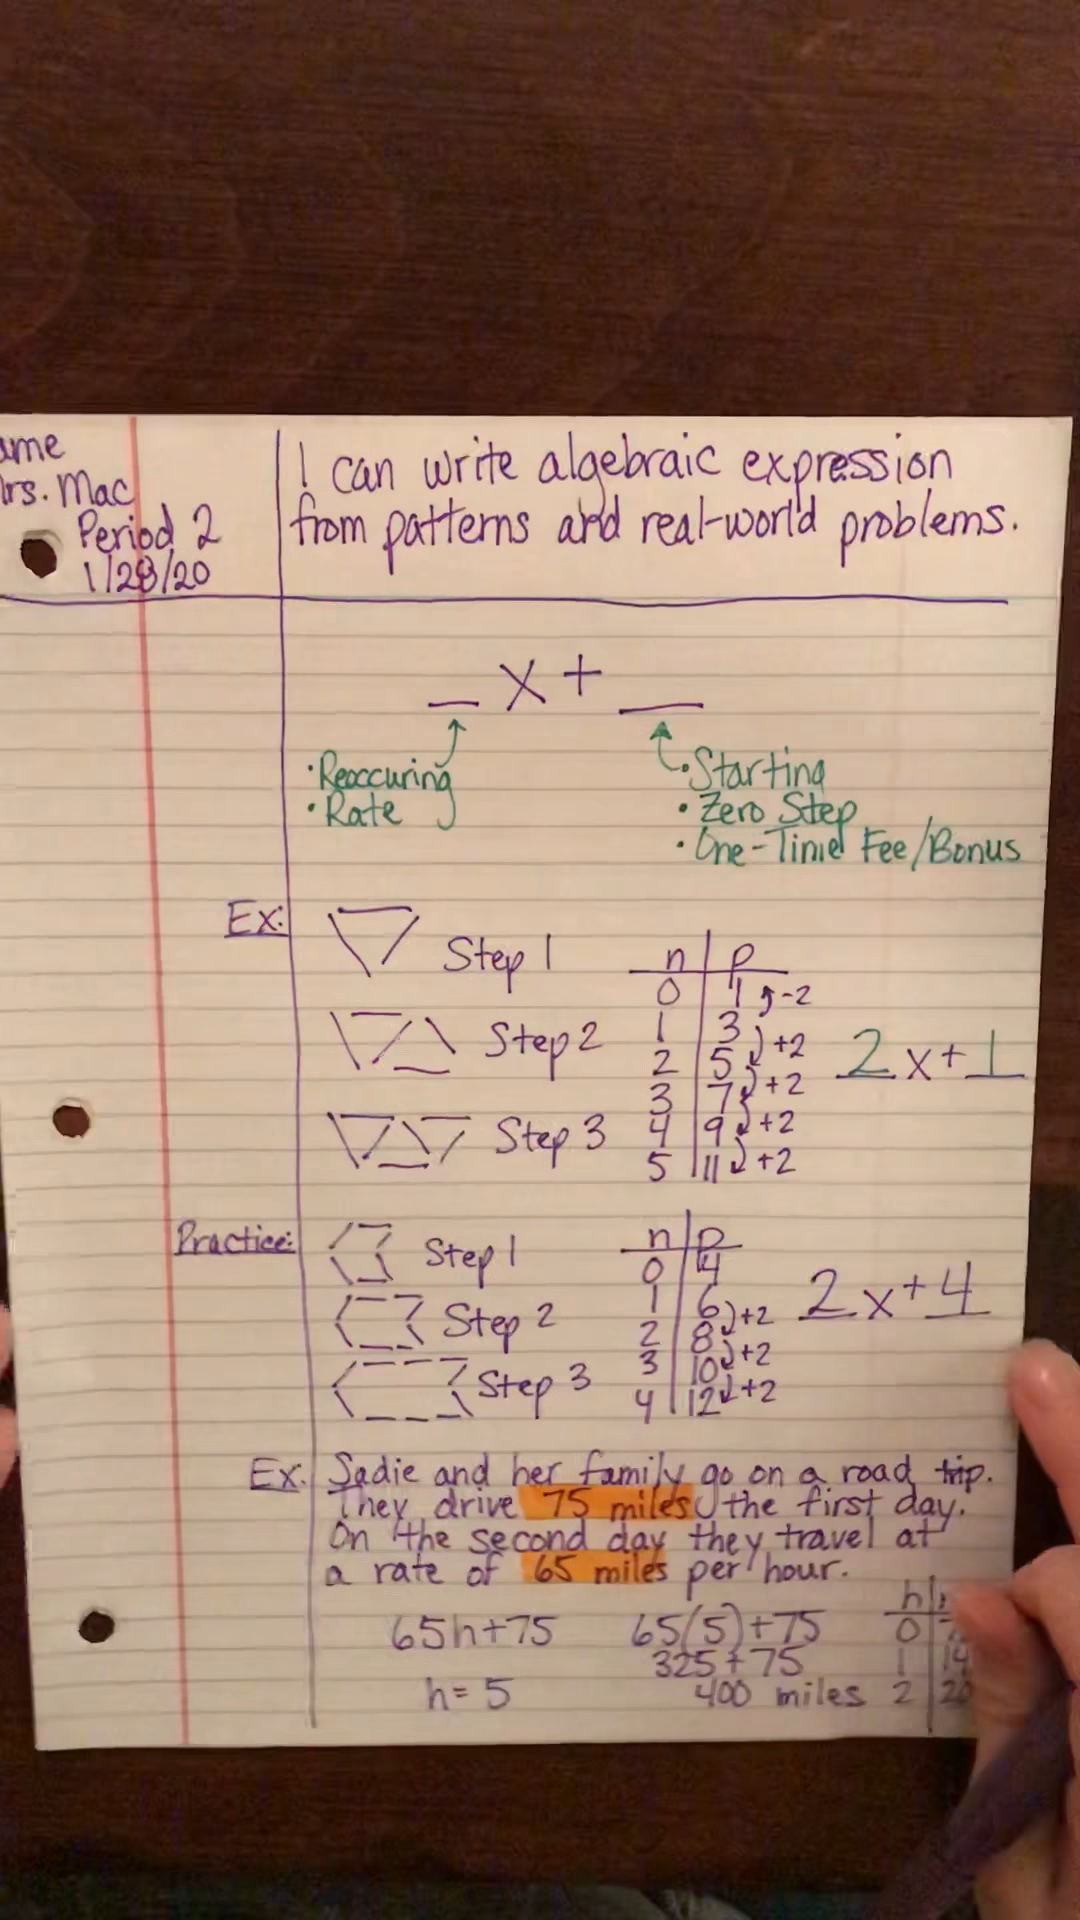 Mrs. Mac
Period 2
1/28/20
I can write algebraic expression
from patterns and real-world problems.
_ x + _
• Reoccuring
• Rate
• Starting
• Zero Step
• One-Time Fee/Bonus
Ex:
Step 1
Step 2
Step 3
n | p
0 | 1 -2
1 | 3
2 | 5 +2
3 | 7 +2
4 | 9 +2
5 | 11 +2
2x+1
Practice:
Step 1
Step 2
Step 3
n | p
0 | 4
1 | 6
2 | 8 +2
3 | 10 +2
4 | 12 +2
2x+4
Ex. Sadie and her family go on a road trip.
They drive 75 miles the first day.
On the second day they travel at
a rate of 65 miles per hour.
65h+75
h=5
65(5)+75
325+75
400 miles
h
0
1
2